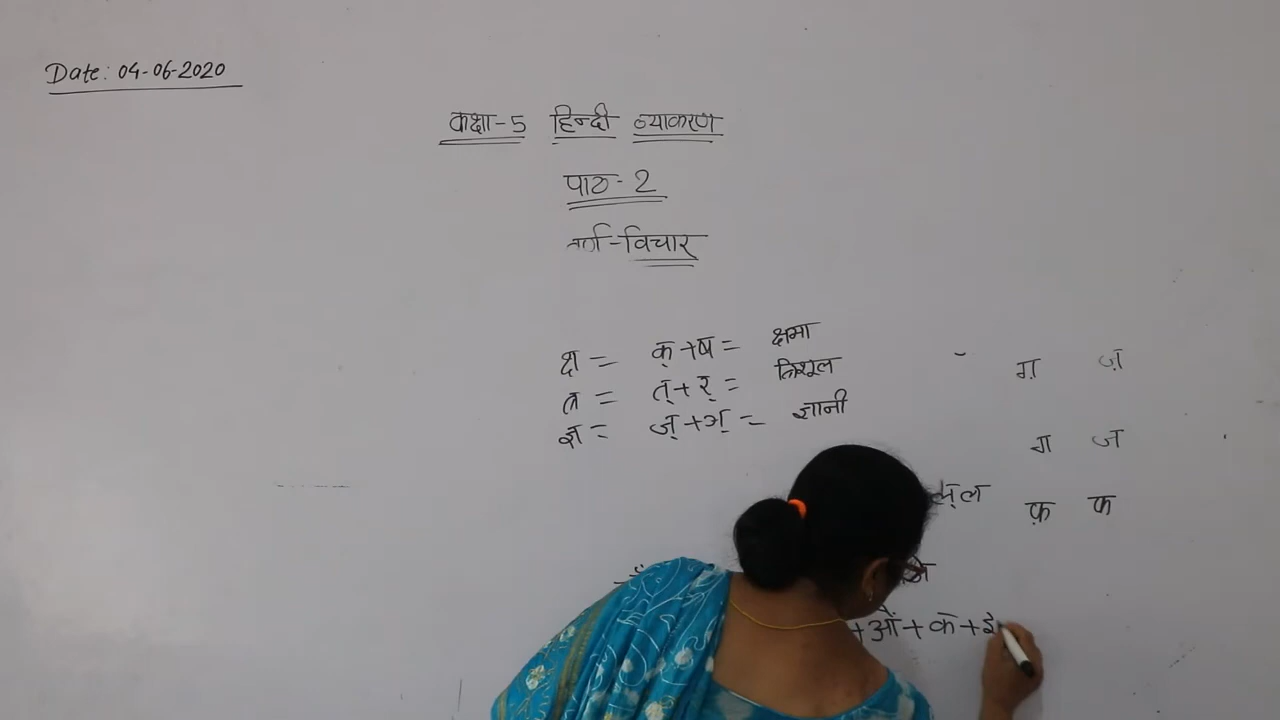 Date: 04-06-2020
कक्षा-5 हिन्दी व्याकरण
पाठ-2
वर्ण-विचार
क्ष = क्+ष = क्षमा
त्र = त्+र् = त्रिशूल
ज्ञ = ज्+ञ् = ज्ञानी
ग़ ज़
ग ज
ल्ल
फ़ फ
+औ+क+ई